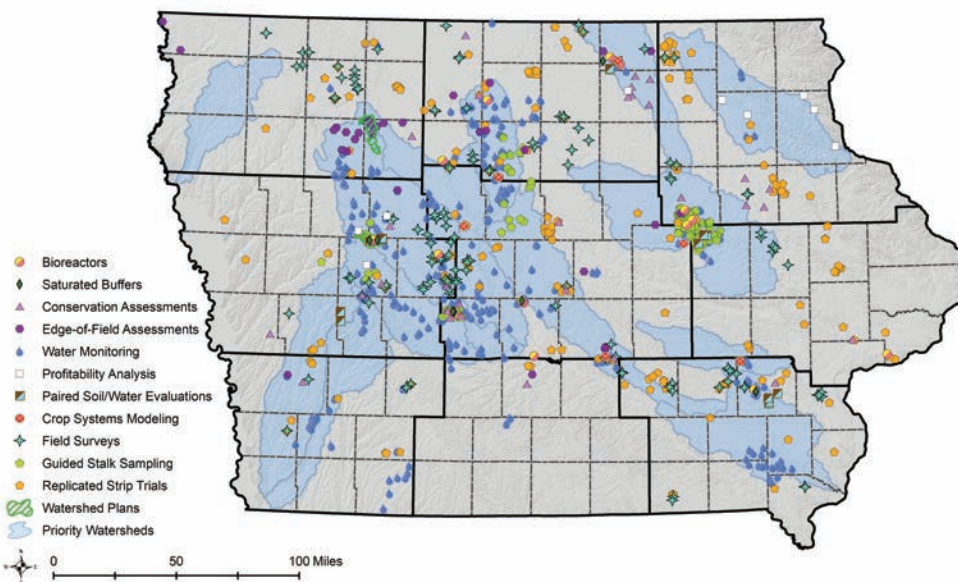 Bioreactors
Saturated Buffers
Conservation Assessments
Edge-of-Field Assessments
Water Monitoring
Profitability Analysis
Paired Soil/Water Evaluations
Crop Systems Modeling
Field Surveys
Guided Stalk Sampling
Replicated Strip Trials
Watershed Plans
Priority Watersheds
N
W E
S
0 50 100 Miles